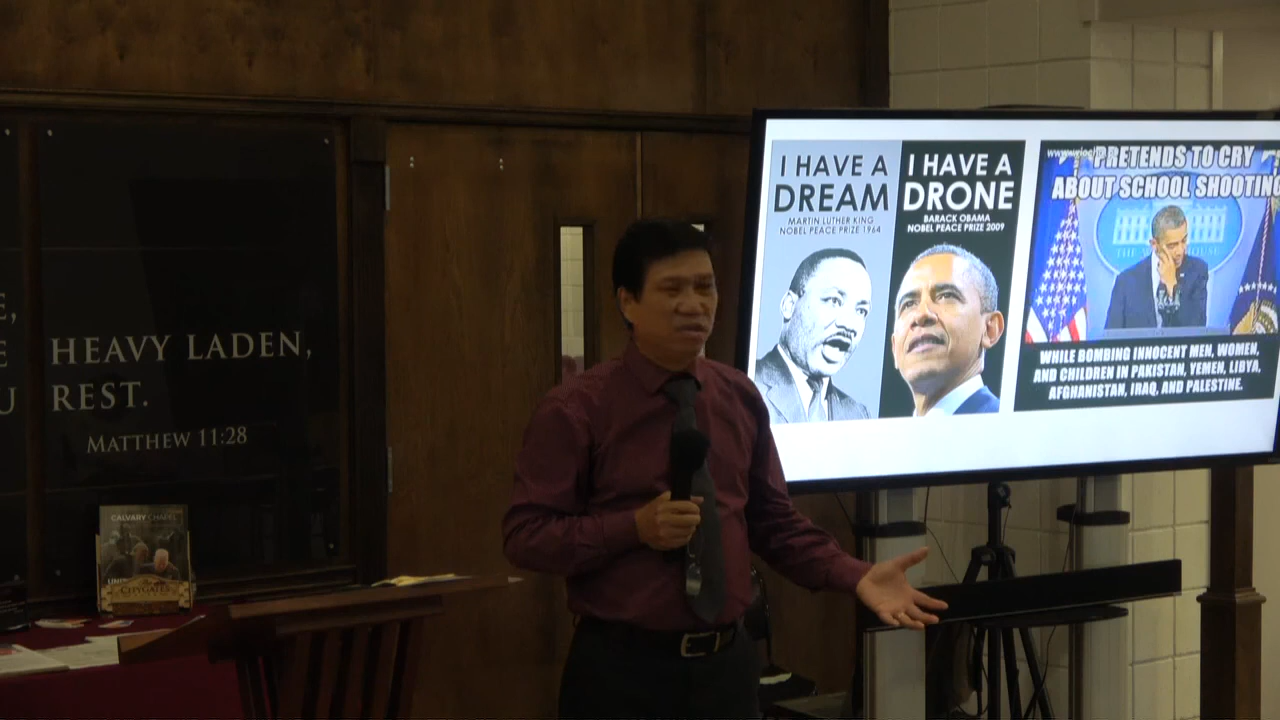 E,
E HEAVY LADEN,
U REST.
MATTHEW 11:28
CALVARY CHAPEL
CITYGATES
I HAVE A
DREAM
MARTIN LUTHER KING
NOBEL PEACE PRIZE 1964
I HAVE A
DRONE
BARACK OBAMA
NOBEL PEACE PRIZE 2009
PRETENDS TO CRY
ABOUT SCHOOL SHOOTING
THE W
WHILE BOMBING INNOCENT MEN, WOMEN,
AND CHILDREN IN PAKISTAN, YEMEN, LIBYA,
AFGHANISTAN, IRAQ, AND PALESTINE.